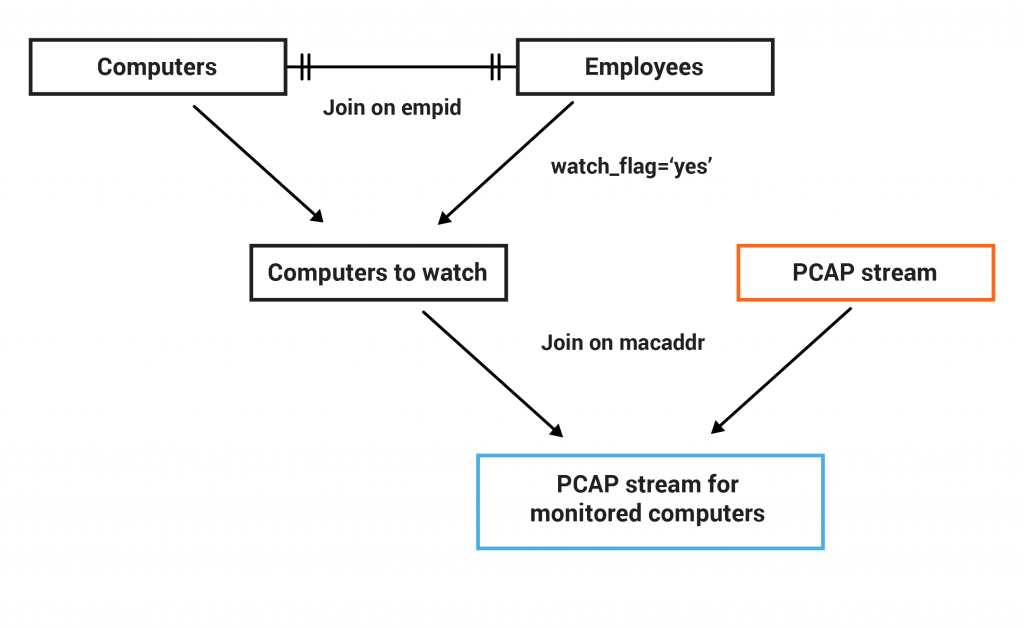 Computers
Employees
Join on empid
watch_flag=‘yes’
Computers to watch
PCAP stream
Join on macaddr
PCAP stream for
monitored computers